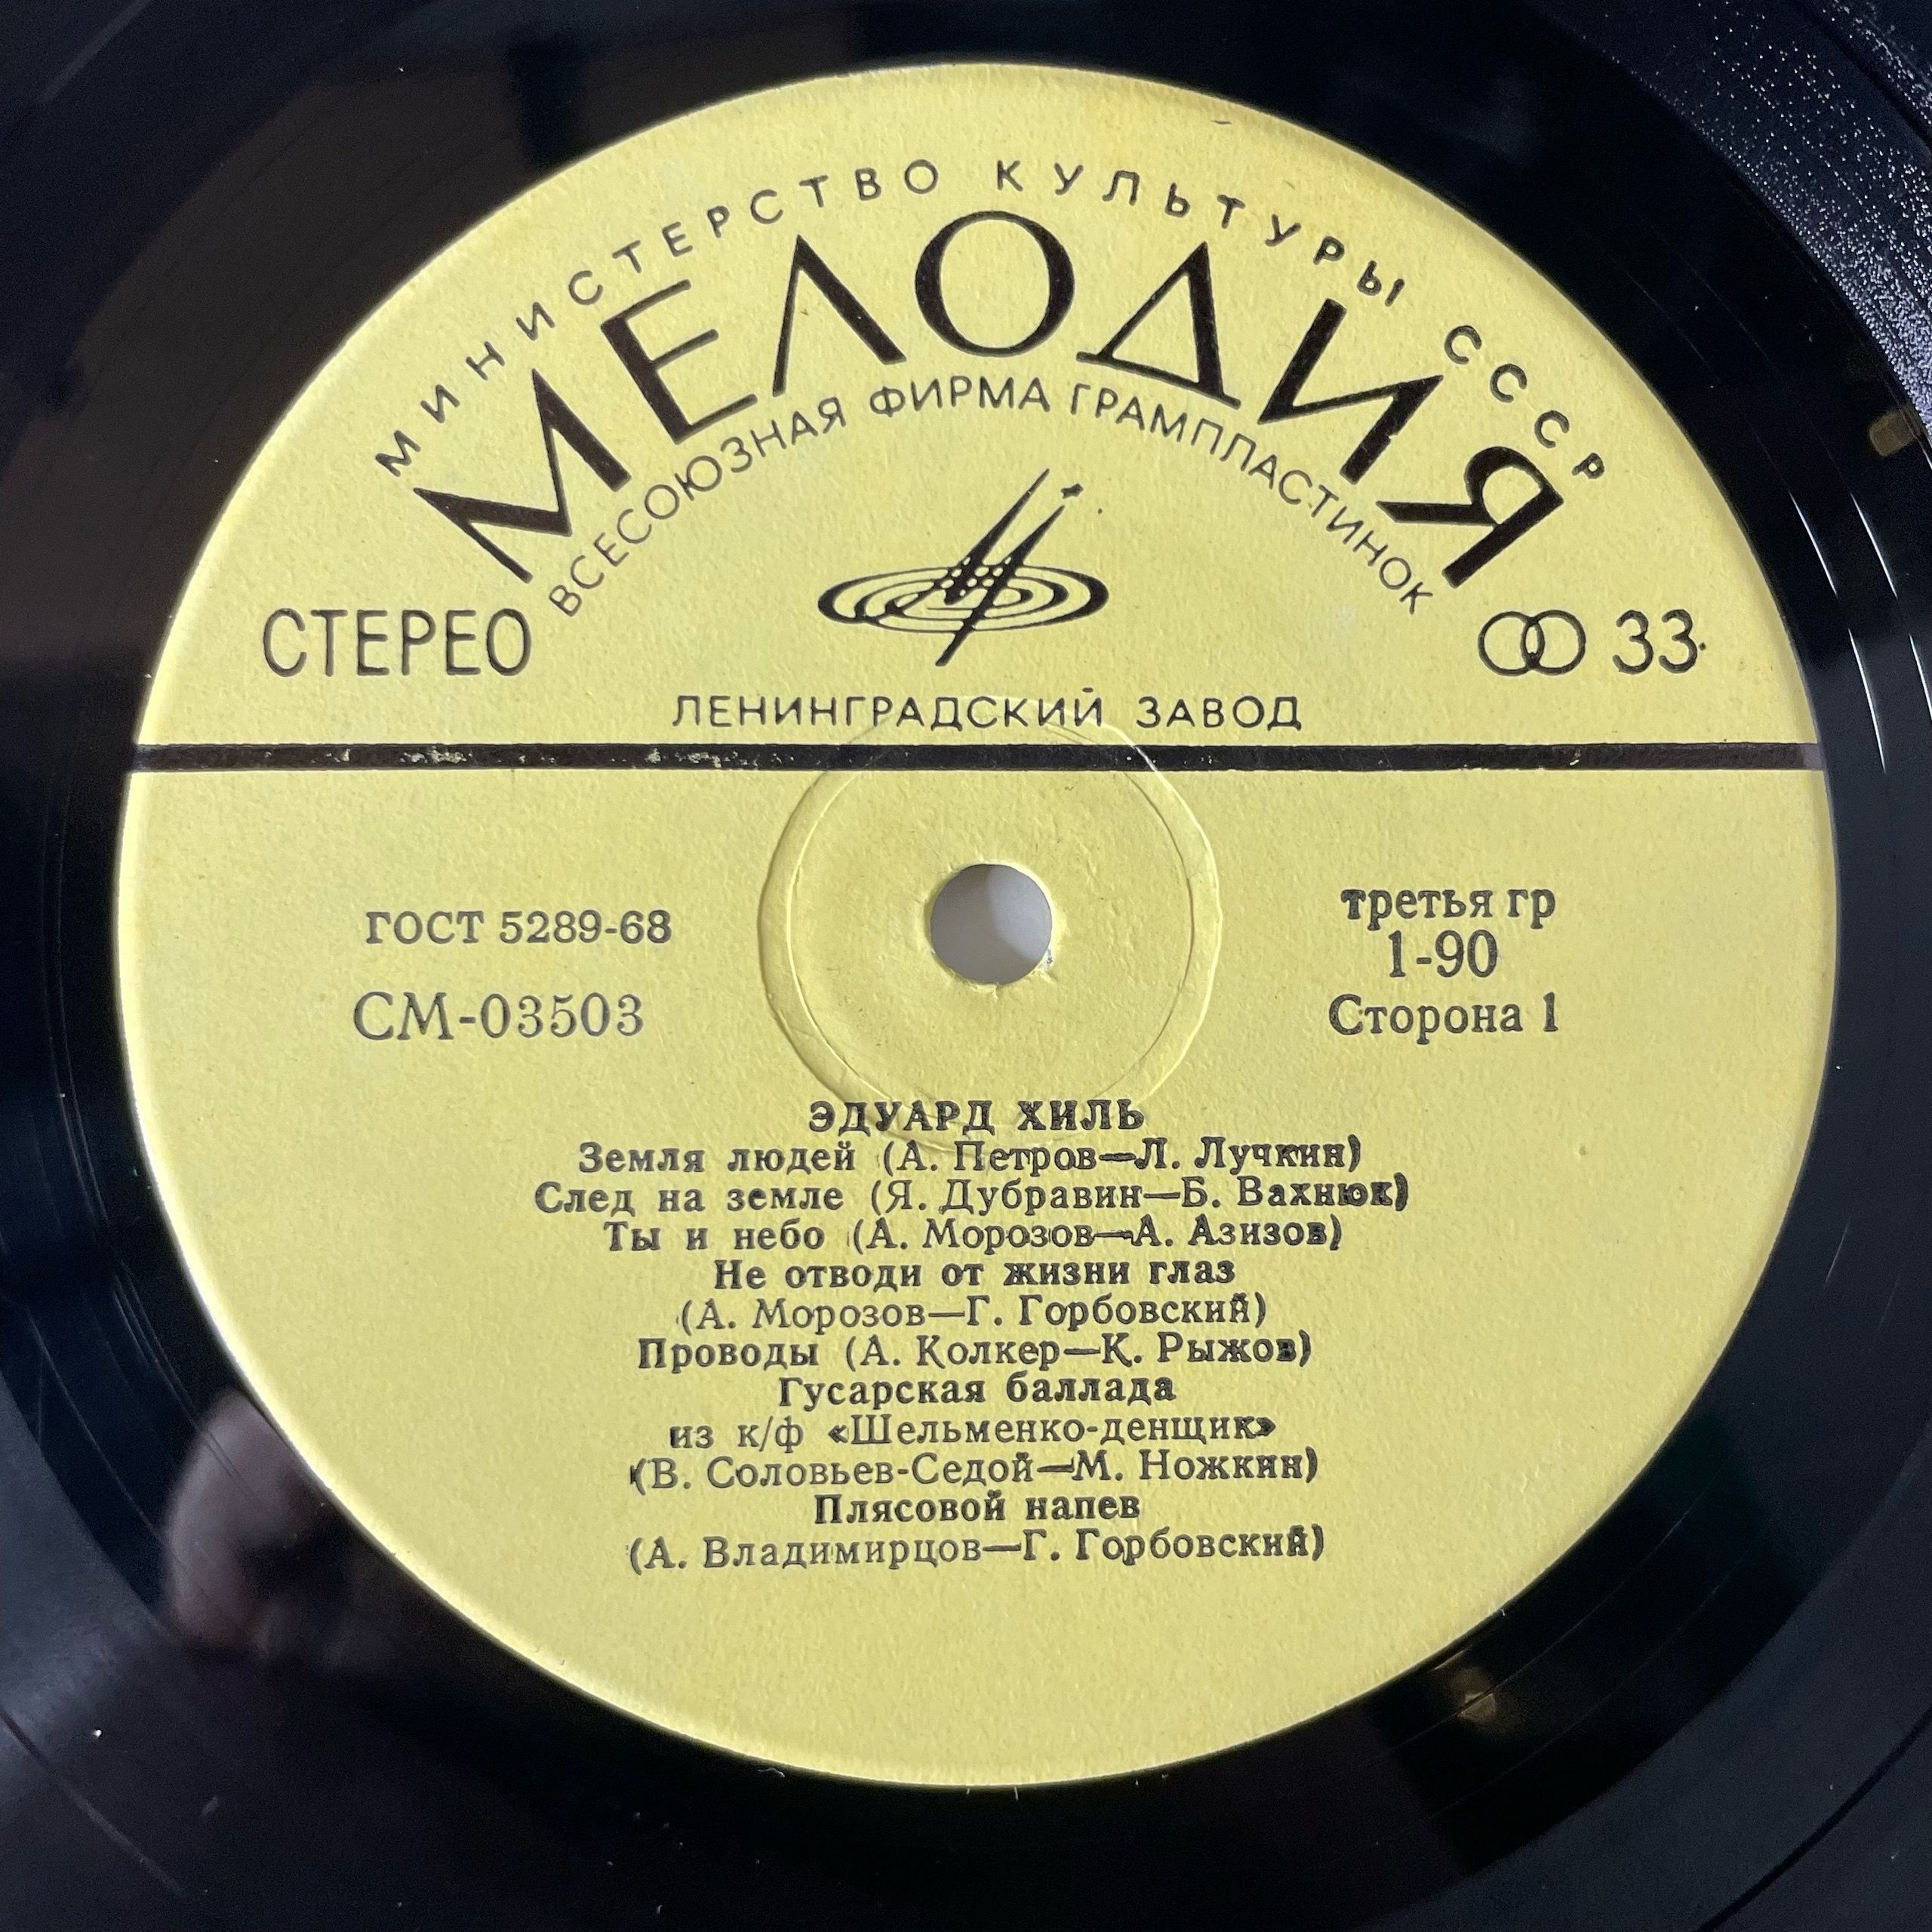 МИНИСТЕРСТВО КУЛЬТУРЫ СССР
МЕЛОДИЯ
ВСЕСОЮЗНАЯ ФИРМА ГРАМПЛАСТИНОК
СТЕРЕО
33
ЛЕНИНГРАДСКИЙ ЗАВОД
ГОСТ 5289-68
СМ-03503
третья гр
1-90
Сторона 1
ЭДУАРД ХИЛЬ
Земля людей (А. Петров—Л. Лучкин)
След на земле (Я. Дубравин—Б. Вахнюк)
Ты и небо (А. Морозов—А. Азизов)
Не отводи от жизни глаз
(А. Морозов—Г. Горбовский)
Проводы (А. Колкер—К. Рыжов)
Гусарская баллада
из к/ф «Шельменко-денщик»
(В. Соловьев-Седой—М. Ножкин)
Плясовой напев
(А. Владимирцов—Г. Горбовский)